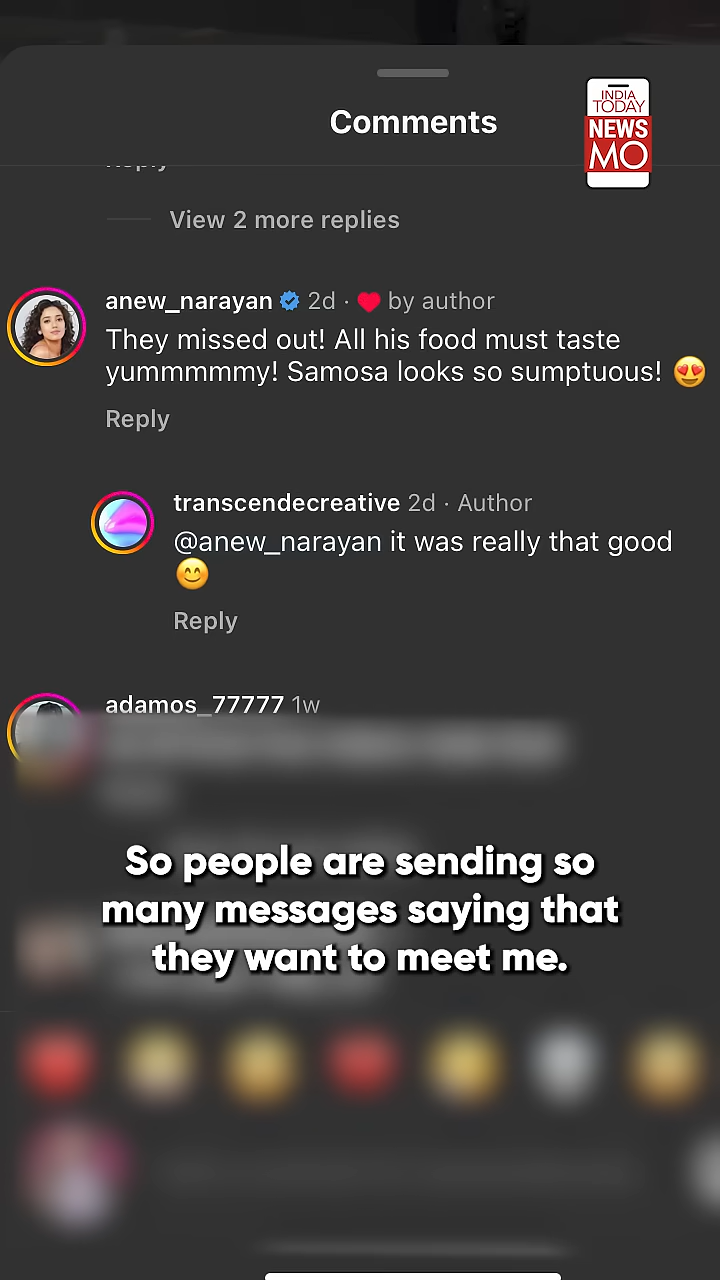 Comments
INDIA
TODAY
NEWS
MO
View 2 more replies
anew_narayan 2d · ❤️ by author
They missed out! All his food must taste
yummmmmy! Samosa looks so sumptuous! 😍
Reply
transcendecreative 2d · Author
@anew_narayan it was really that good
😊
Reply
adamos_77777 1w
So people are sending so
many messages saying that
they want to meet me.